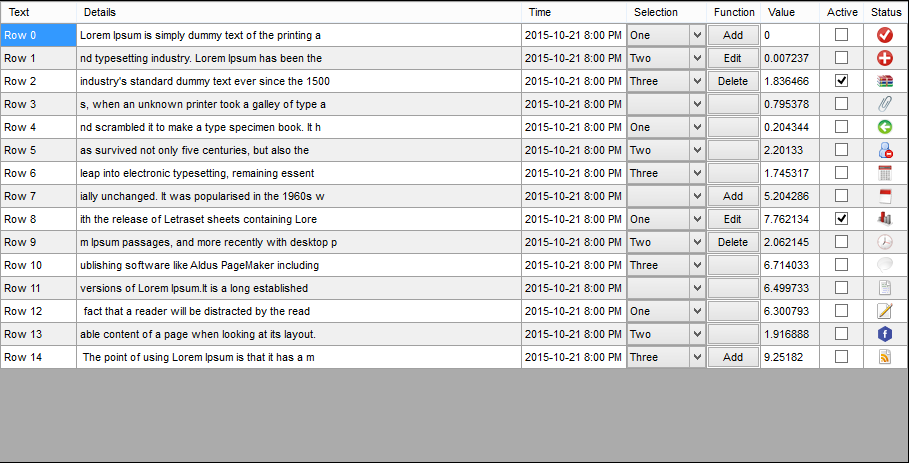 Text Details Time Selection Function Value Active Status
Row 0 Lorem Ipsum is simply dummy text of the printing a 2015-10-21 8:00 PM One Add 0
Row 1 nd typesetting industry. Lorem Ipsum has been the 2015-10-21 8:00 PM Two Edit 0.007237
Row 2 industry's standard dummy text ever since the 1500 2015-10-21 8:00 PM Three Delete 1.836466
Row 3 s, when an unknown printer took a galley of type a 2015-10-21 8:00 PM 0.795378
Row 4 nd scrambled it to make a type specimen book. It h 2015-10-21 8:00 PM One 0.204344
Row 5 as survived not only five centuries, but also the 2015-10-21 8:00 PM Two 2.20133
Row 6 leap into electronic typesetting, remaining essent 2015-10-21 8:00 PM Three 1.745317
Row 7 ially unchanged. It was popularised in the 1960s w 2015-10-21 8:00 PM Add 5.204286
Row 8 ith the release of Letraset sheets containing Lore 2015-10-21 8:00 PM One Edit 7.762134
Row 9 m Ipsum passages, and more recently with desktop p 2015-10-21 8:00 PM Two Delete 2.062145
Row 10 ublishing software like Aldus PageMaker including 2015-10-21 8:00 PM Three 6.714033
Row 11 versions of Lorem Ipsum.It is a long established 2015-10-21 8:00 PM 6.499733
Row 12 fact that a reader will be distracted by the read 2015-10-21 8:00 PM One 6.300793
Row 13 able content of a page when looking at its layout. 2015-10-21 8:00 PM Two 1.916888
Row 14 The point of using Lorem Ipsum is that it has a m 2015-10-21 8:00 PM Three Add 9.25182